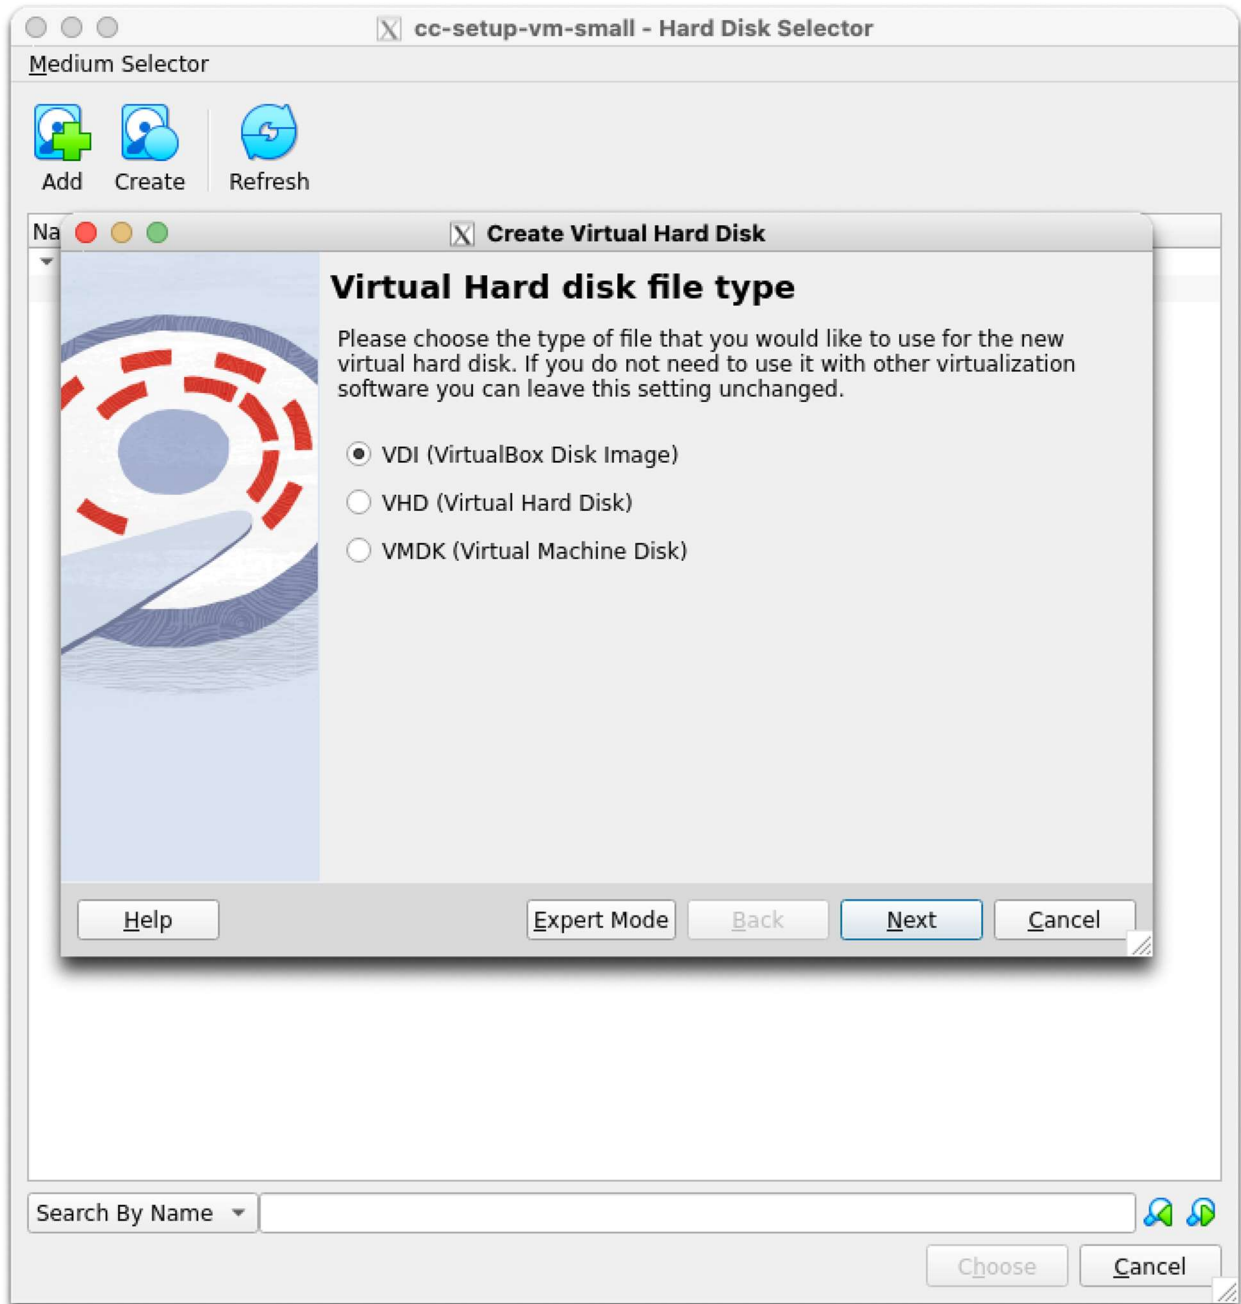 cc-setup-vm-small - Hard Disk Selector
Medium Selector
Add
Create
Refresh
Na
Create Virtual Hard Disk
Virtual Hard disk file type
Please choose the type of file that you would like to use for the new
virtual hard disk. If you do not need to use it with other virtualization
software you can leave this setting unchanged.
VDI (VirtualBox Disk Image)
VHD (Virtual Hard Disk)
VMDK (Virtual Machine Disk)
Help
Expert Mode
Back
Next
Cancel
Search By Name
Choose
Cancel